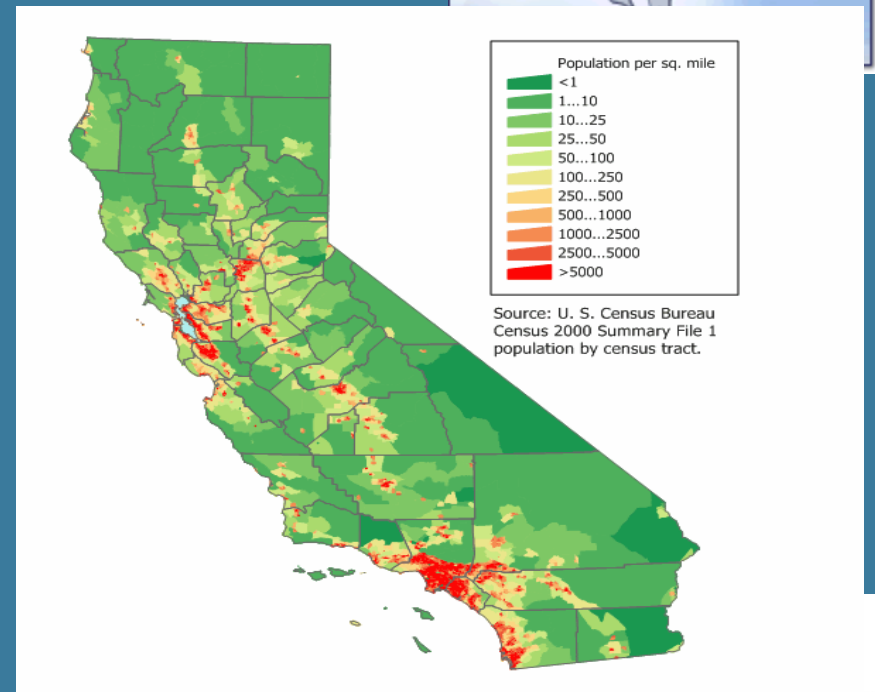 Population per sq. mile
<1
1...10
10...25
25...50
50...100
100...250
250...500
500...1000
1000...2500
2500...5000
>5000
Source: U. S. Census Bureau
Census 2000 Summary File 1
population by census tract.